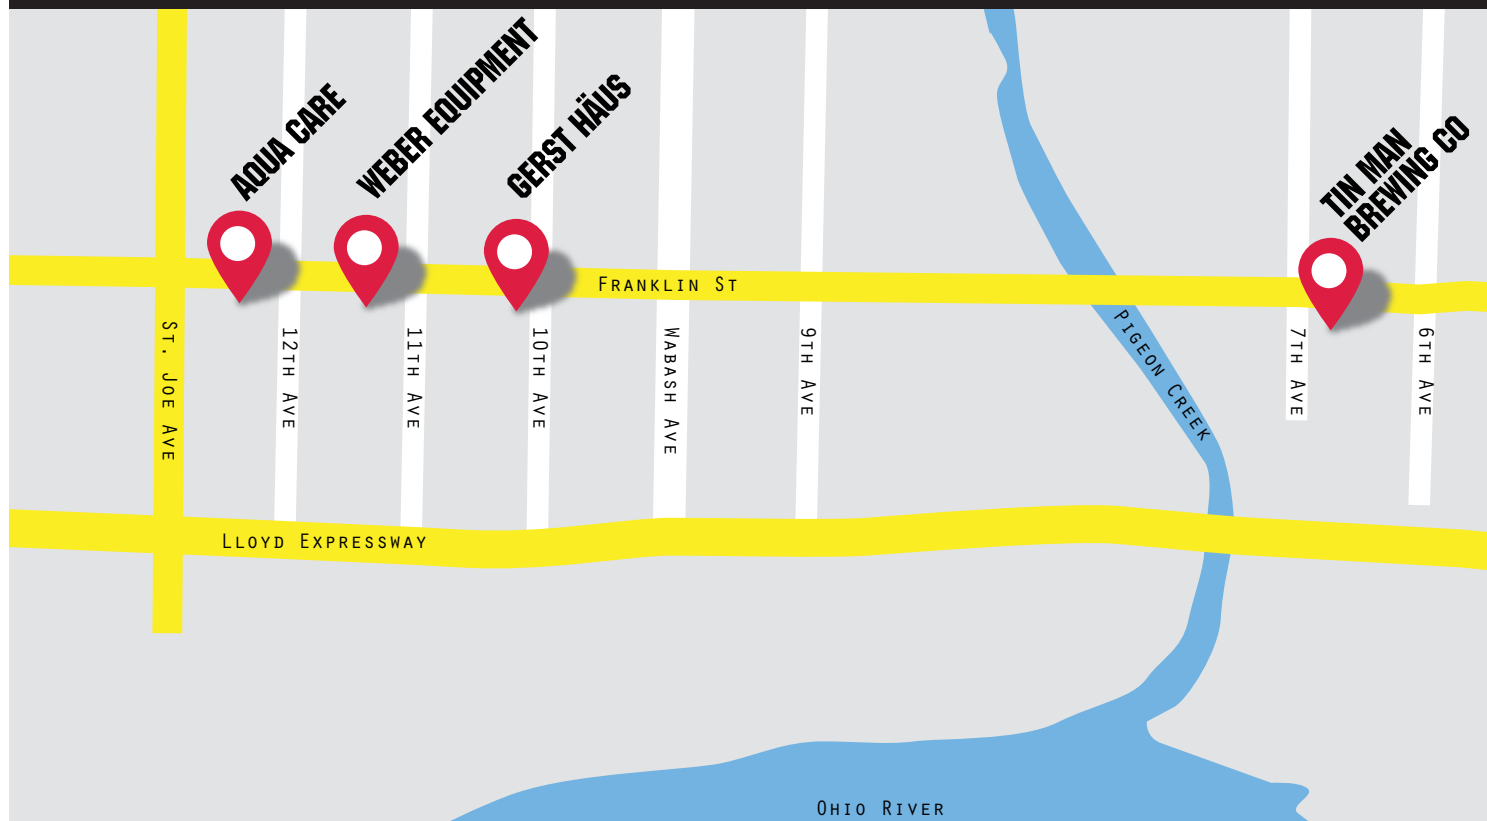 AQUA CARE
WEBER EQUIPMENT
GERST HÄUS
TIN MAN
BREWING CO
FRANKLIN ST
ST. JOE AVE
12TH AVE
11TH AVE
10TH AVE
WABASH AVE
9TH AVE
PIGEON CREEK
7TH AVE
6TH AVE
LLOYD EXPRESSWAY
OHIO RIVER